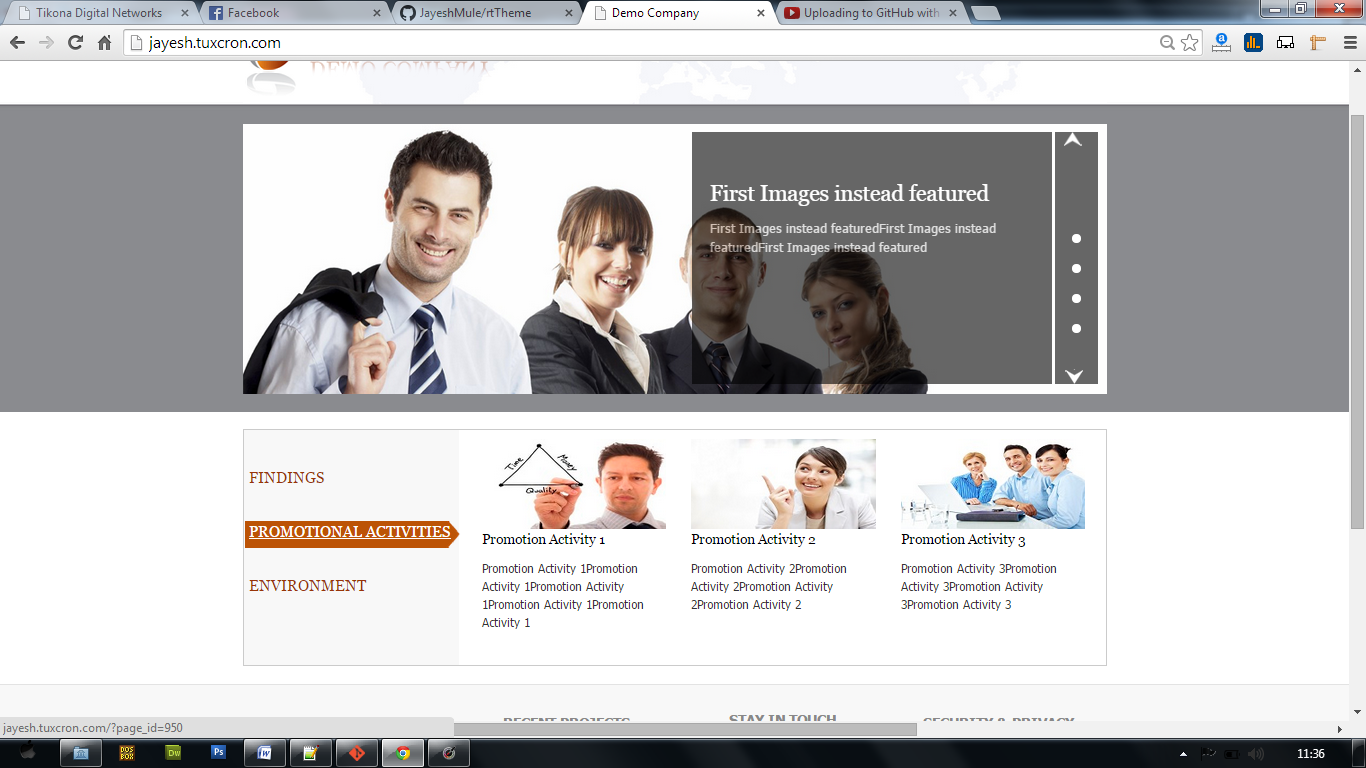 Tikona Digital Networks
Facebook
JayeshMule/rtTheme
Demo Company
Uploading to GitHub with
jayesh.tuxcron.com
DEMO COMPANY
First Images instead featured
First Images instead featuredFirst Images instead
featuredFirst Images instead featured
FINDINGS
PROMOTIONAL ACTIVITIES
ENVIRONMENT
Time
Money
Quality
Promotion Activity 1
Promotion Activity 1Promotion
Activity 1Promotion Activity
1Promotion Activity 1Promotion
Activity 1
Promotion Activity 2
Promotion Activity 2Promotion
Activity 2Promotion Activity
2Promotion Activity 2
Promotion Activity 3
Promotion Activity 3Promotion
Activity 3Promotion Activity
3Promotion Activity 3
RECENT PROJECTS
STAY IN TOUCH
SECURITY & PRIVACY
jayesh.tuxcron.com/?page_id=950
DOS
BOX
Dw
Ps
W
11:36